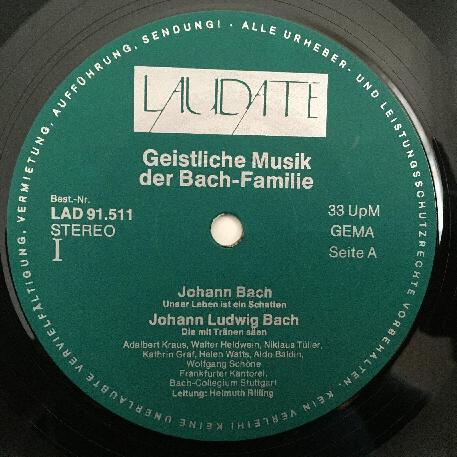 ALLE URHEBER- UND LEISTUNGSSCHUTZRECHTE VORBEHALTEN· KEIN VERLEIH! KEINE UNERLAUBTE VERVIELFÄLTIGUNG, VERMIETUNG, AUFFÜHRUNG, SENDUNG! ·
LAUDATE
Geistliche Musik
der Bach-Familie
Best.-Nr.
LAD 91.511
STEREO
I
33 UpM
GEMA
Seite A
Johann Bach
Unser Leben ist ein Schatten
Johann Ludwig Bach
Die mit Tränen säen
Adalbert Kraus, Walter Heldwein, Niklaus Tüller,
Kathrin Graf, Helen Watts, Aldo Baldin,
Wolfgang Schöne
Frankfurter Kantorei,
Bach-Collegium Stuttgart
Leitung: Helmuth Rilling